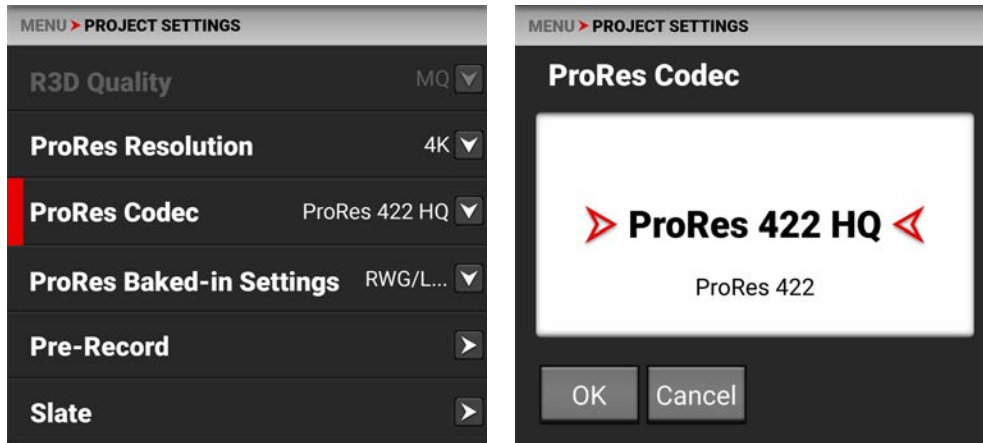 MENU > PROJECT SETTINGS
R3D Quality MQ
ProRes Resolution 4K
ProRes Codec ProRes 422 HQ
ProRes Baked-in Settings RWG/L...
Pre-Record
Slate
MENU > PROJECT SETTINGS
ProRes Codec
ProRes 422 HQ
ProRes 422
OK Cancel